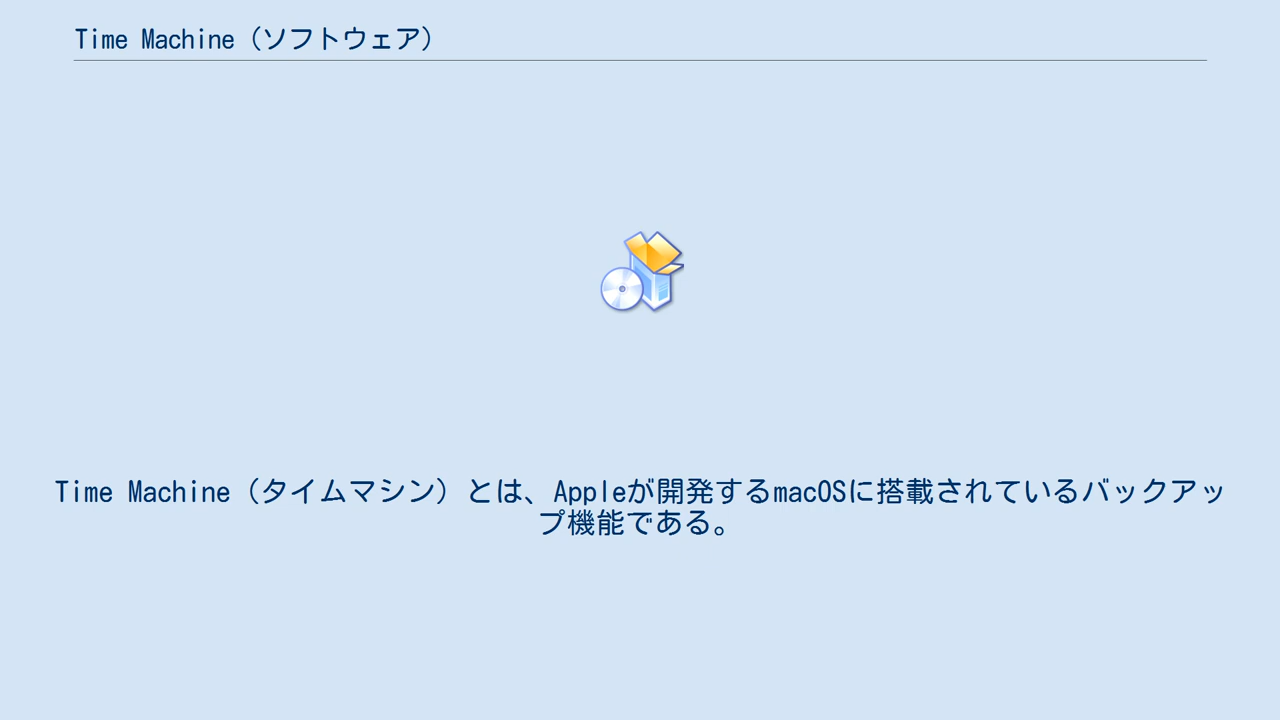 Time Machine（ソフトウェア）
Time Machine（タイムマシン）とは、Appleが開発するmacOSに搭載されているバックアッ
プ機能である。